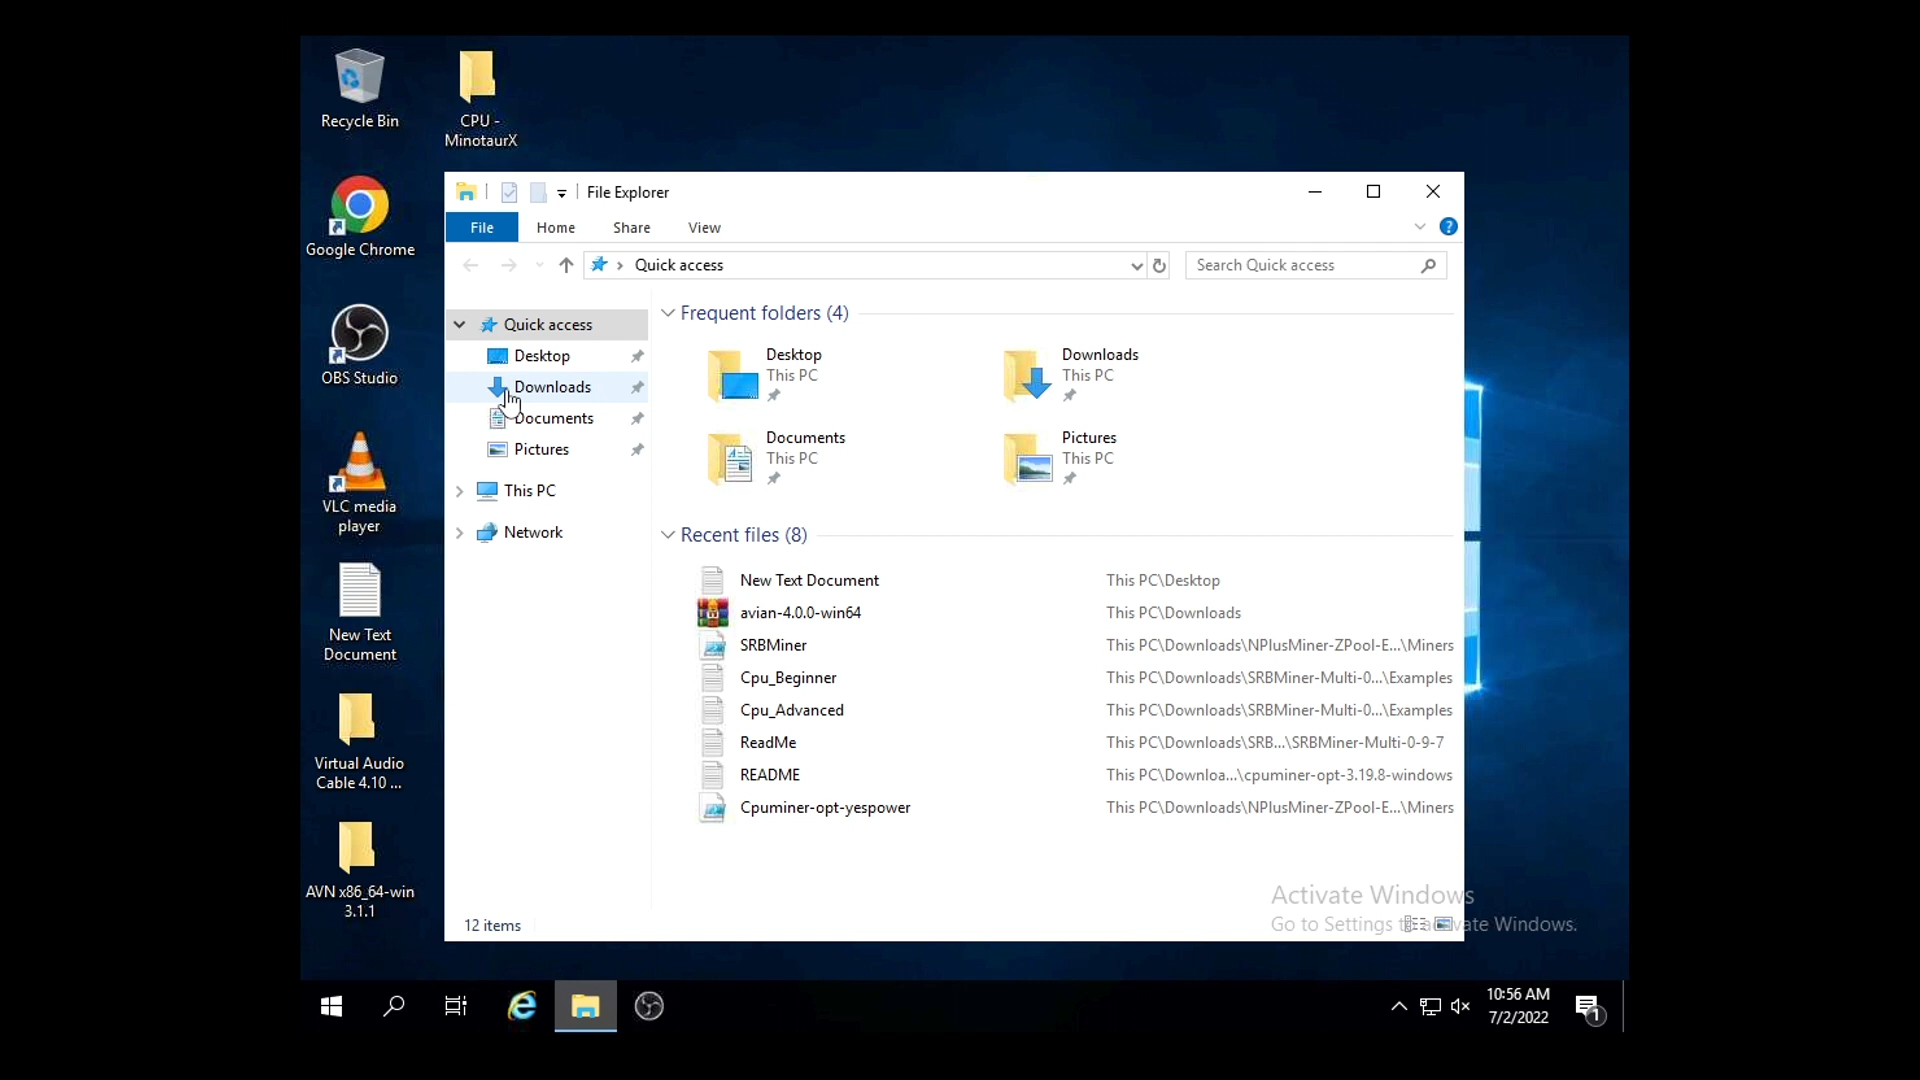 Recycle Bin
CPU -
MinotaurX
Google Chrome
OBS Studio
VLC media
player
New Text
Document
Virtual Audio
Cable 4.10 ...
AVN x86_64-win
3.1.1
File Explorer
File Home Share View
Quick access
Search Quick access
Quick access
Desktop
Downloads
Documents
Pictures
This PC
Network
Frequent folders (4)
Desktop
This PC
Downloads
This PC
Documents
This PC
Pictures
This PC
Recent files (8)
New Text Document This PC\Desktop
avian-4.0.0-win64 This PC\Downloads
SRBMiner This PC\Downloads\NPlusMiner-ZPool-E...\Miners
Cpu_Beginner This PC\Downloads\SRBMiner-Multi-0...\Examples
Cpu_Advanced This PC\Downloads\SRBMiner-Multi-0...\Examples
ReadMe This PC\Downloads\SRB...\SRBMiner-Multi-0-9-7
README This PC\Downloa...\cpuminer-opt-3.19.8-windows
Cpuminer-opt-yespower This PC\Downloads\NPlusMiner-ZPool-E...\Miners
12 items
Activate Windows
Go to Settings to activate Windows.
10:56 AM
7/2/2022
1